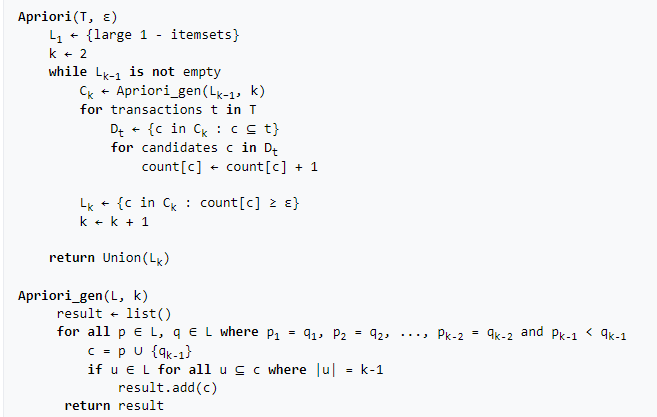 Apriori(T, ε)
L₁ ← {large 1 - itemsets}
k ← 2
while Lₖ₋₁ is not empty
Cₖ ← Apriori_gen(Lₖ₋₁, k)
for transactions t in T
Dₜ ← {c in Cₖ : c ⊆ t}
for candidates c in Dₜ
count[c] ← count[c] + 1
Lₖ ← {c in Cₖ : count[c] ≥ ε}
k ← k + 1
return Union(Lₖ)
Apriori_gen(L, k)
result ← list()
for all p ∈ L, q ∈ L where p₁ = q₁, p₂ = q₂, ..., pₖ₋₂ = qₖ₋₂ and pₖ₋₁ < qₖ₋₁
c = p ∪ {qₖ₋₁}
if u ∈ L for all u ⊆ c where |u| = k-1
result.add(c)
return result